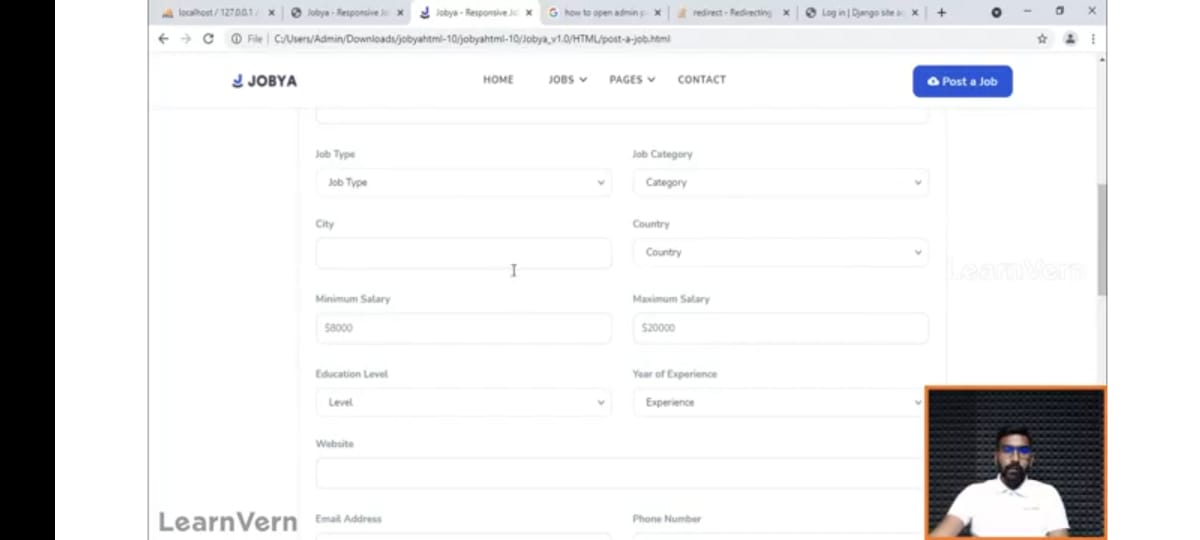 localhost / 127.0.0.1 /
Jobya - Responsive Jo
Jobya - Responsive Jo
how to open admin p
redirect - Redirecting
Log in | Django site a
File | C:/Users/Admin/Downloads/jobyahtml-10/jobyahtml-10/Jobya_v1.0/HTML/post-a-job.html
JOBYA HOME JOBS PAGES CONTACT Post a Job
Job Type Job Category
Job Type Category
City Country
Country
LearnVern
Minimum Salary Maximum Salary
$8000 $20000
Education Level Year of Experience
Level Experience
Website
LearnVern
Email Address Phone Number